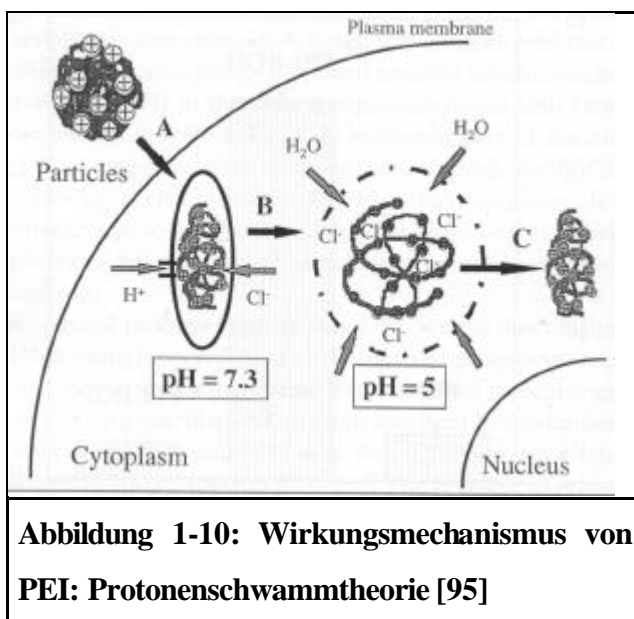 Plasma membrane
A
H₂O
H₂O
Particles
B
Cl⁻
Cl⁻
Cl⁻
Cl⁻
C
H⁺
Cl⁻
Cl⁻
pH = 7.3
pH = 5
Cytoplasm
Nucleus
Abbildung 1-10: Wirkungsmechanismus von
PEI: Protonenschwammtheorie [95]